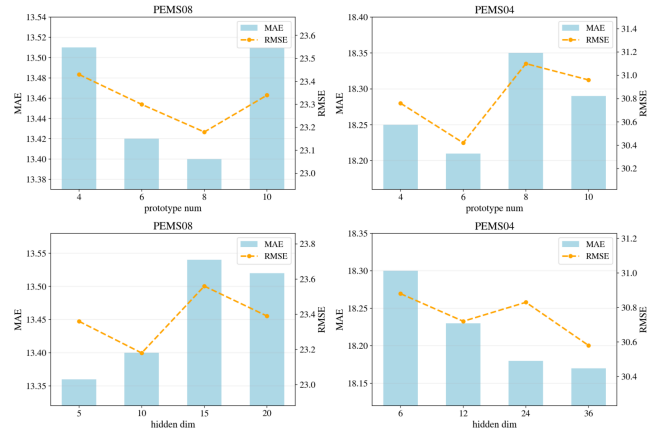 PEMS08
13.54
13.52
13.50
13.48
13.46
13.44
13.42
13.40
13.38
MAE
23.6
23.5
23.4
23.3
23.2
23.1
23.0
RMSE
MAE
RMSE
4
6
8
10
prototype num
PEMS04
18.40
18.35
18.30
18.25
18.20
MAE
31.4
31.2
31.0
30.8
30.6
30.4
30.2
RMSE
MAE
RMSE
4
6
8
10
prototype num
PEMS08
13.55
13.50
13.45
13.40
13.35
MAE
23.8
23.6
23.4
23.2
23.0
RMSE
MAE
RMSE
5
10
15
20
hidden dim
PEMS04
18.35
18.30
18.25
18.20
18.15
MAE
31.2
31.0
30.8
30.6
30.4
RMSE
MAE
RMSE
6
12
24
36
hidden dim